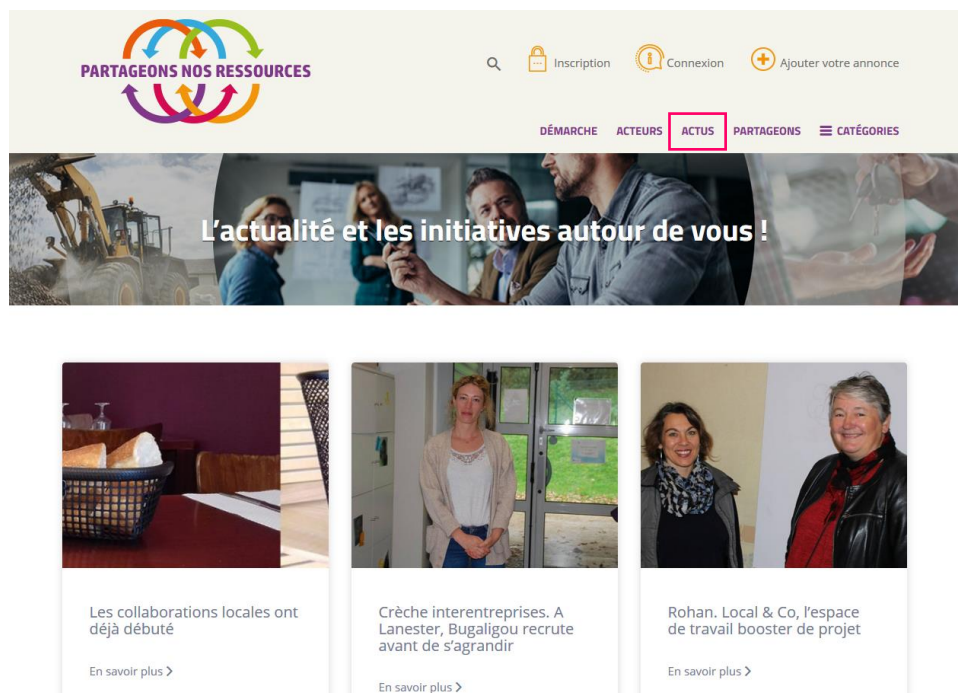 PARTAGEONS NOS RESSOURCES
Inscription
Connexion
Ajouter votre annonce
DÉMARCHE ACTEURS ACTUS PARTAGEONS CATÉGORIES
L'actualité et les initiatives autour de vous !
Les collaborations locales ont
déjà débuté
En savoir plus
Crèche interentreprises. A
Lanester, Bugaligou recrute
avant de s'agrandir
En savoir plus
Rohan. Local & Co, l'espace
de travail booster de projet
En savoir plus